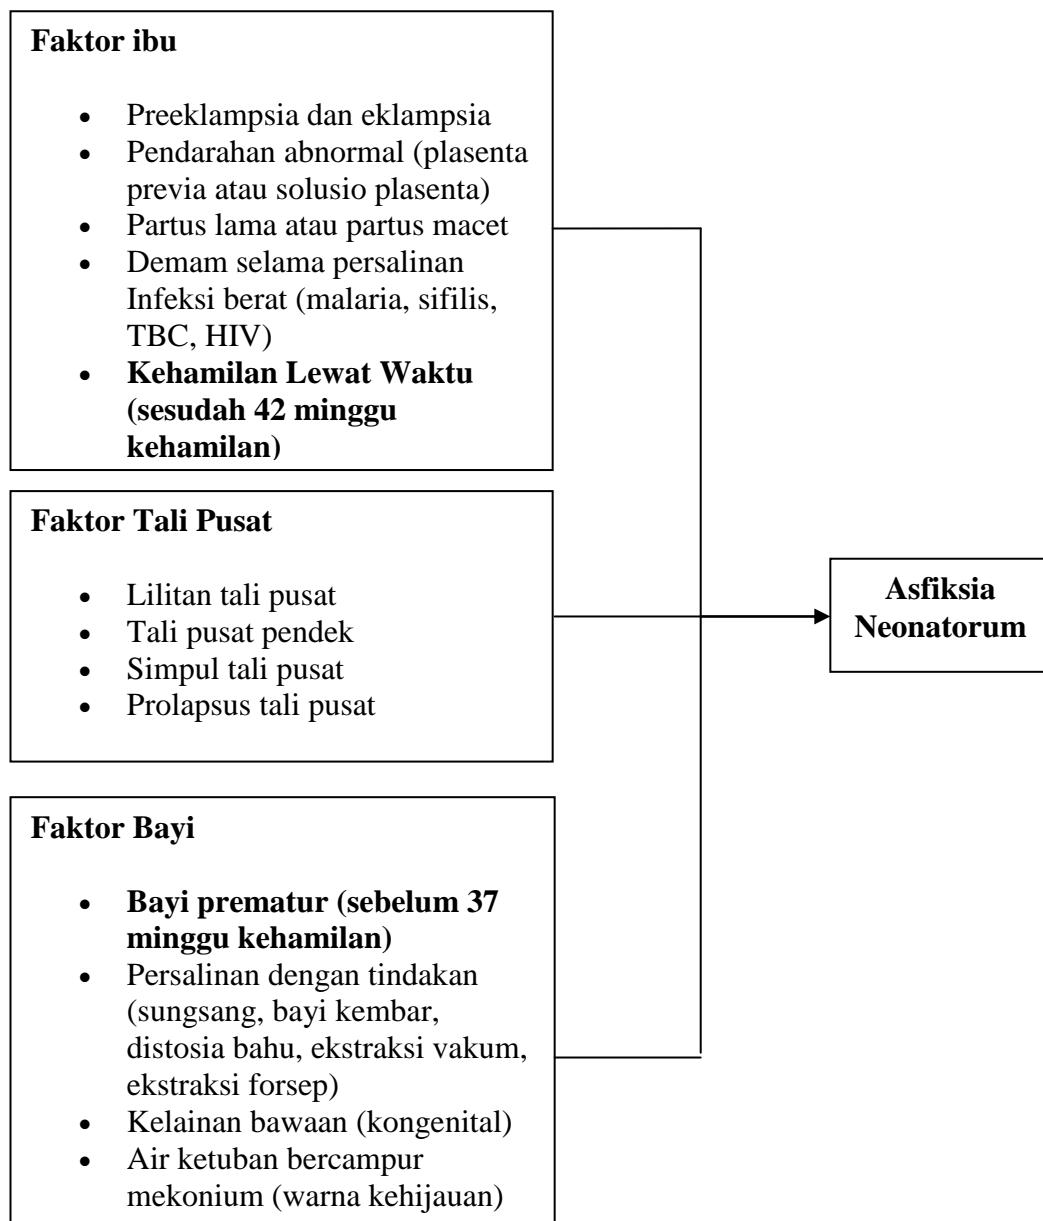 Faktor ibu
• Preeklampsia dan eklampsia
• Pendarahan abnormal (plasenta
previa atau solusio plasenta)
• Partus lama atau partus macet
• Demam selama persalinan
Infeksi berat (malaria, sifilis,
TBC, HIV)
• Kehamilan Lewat Waktu
(sesudah 42 minggu
kehamilan)
Faktor Tali Pusat
• Lilitan tali pusat
• Tali pusat pendek
• Simpul tali pusat
• Prolapsus tali pusat
Asfiksia
Neonatorum
Faktor Bayi
• Bayi prematur (sebelum 37
minggu kehamilan)
• Persalinan dengan tindakan
(sungsang, bayi kembar,
distosia bahu, ekstraksi vakum,
ekstraksi forsep)
• Kelainan bawaan (kongenital)
• Air ketuban bercampur
mekonium (warna kehijauan)